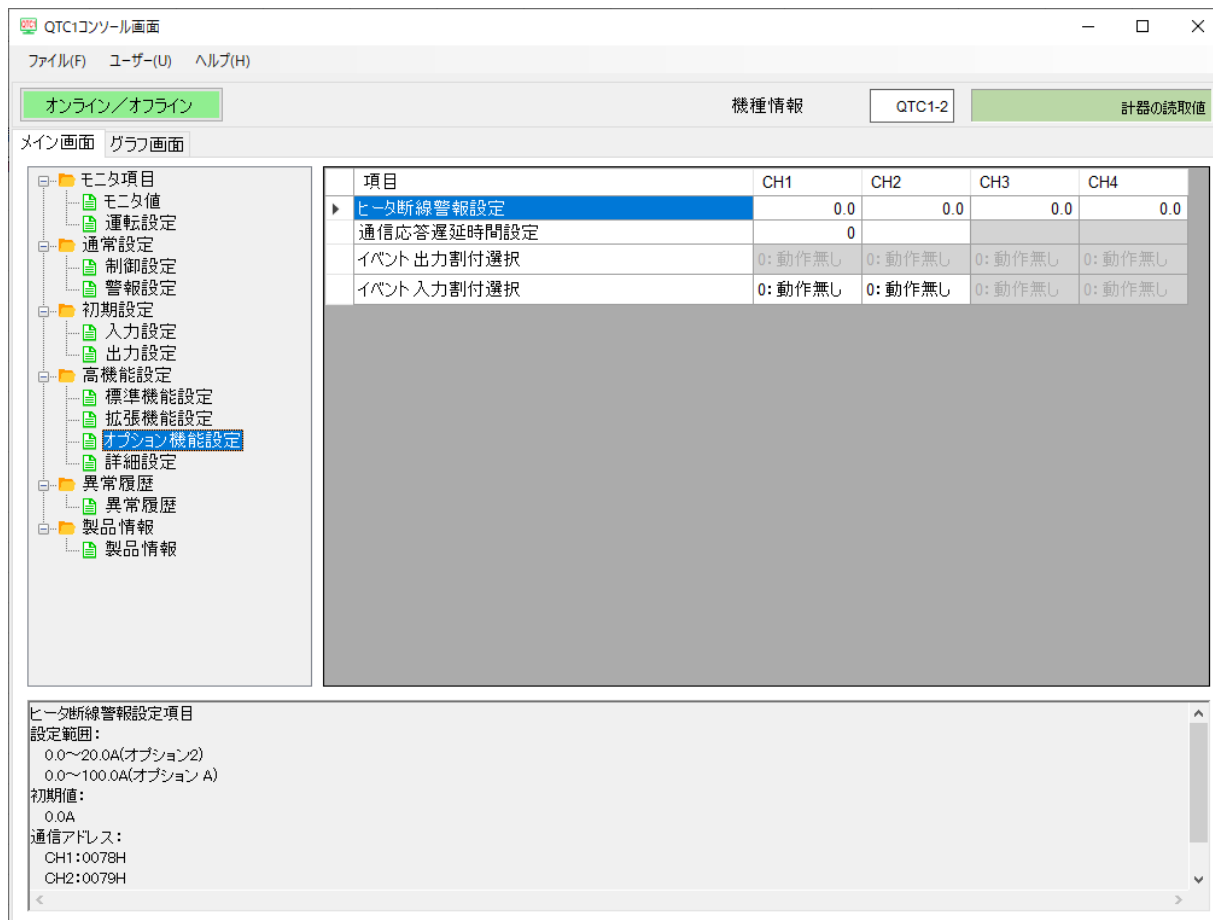 QTC1コンソール画面
ファイル(F) ユーザー(U) ヘルプ(H)
オンライン／オフライン 機種情報 QTC1-2 計器の読取値
メイン画面 グラフ画面
モニタ項目
モニタ値
運転設定
通常設定
制御設定
警報設定
初期設定
入力設定
出力設定
高機能設定
標準機能設定
拡張機能設定
オプション機能設定
詳細設定
異常履歴
異常履歴
製品情報
製品情報
項目 CH1 CH2 CH3 CH4
ヒータ断線警報設定 0.0 0.0 0.0 0.0
通信応答遅延時間設定 0
イベント出力割付選択 0: 動作無し 0: 動作無し 0: 動作無し 0: 動作無し
イベント入力割付選択 0: 動作無し 0: 動作無し 0: 動作無し 0: 動作無し
ヒータ断線警報設定項目
設定範囲：
0.0～20.0A(オプション2)
0.0～100.0A(オプション A)
初期値：
0.0A
通信アドレス：
CH1：0078H
CH2：0079H